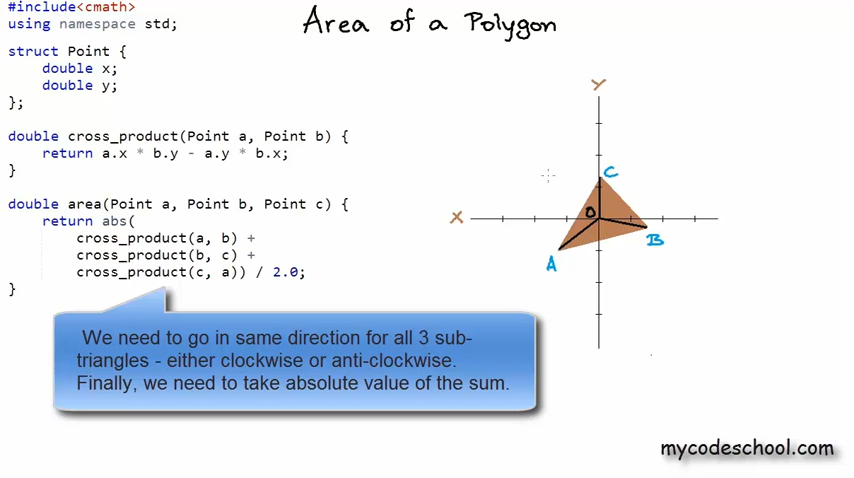 #include<cmath>
using namespace std;
Area of a Polygon
struct Point {
double x;
double y;
};
double cross_product(Point a, Point b) {
return a.x * b.y - a.y * b.x;
}
double area(Point a, Point b, Point c) {
return abs(
cross_product(a, b) +
cross_product(b, c) +
cross_product(c, a)) / 2.0;
}
We need to go in same direction for all 3 sub-
triangles - either clockwise or anti-clockwise.
Finally, we need to take absolute value of the sum.
Y
C
X
O
B
A
mycodeschool.com